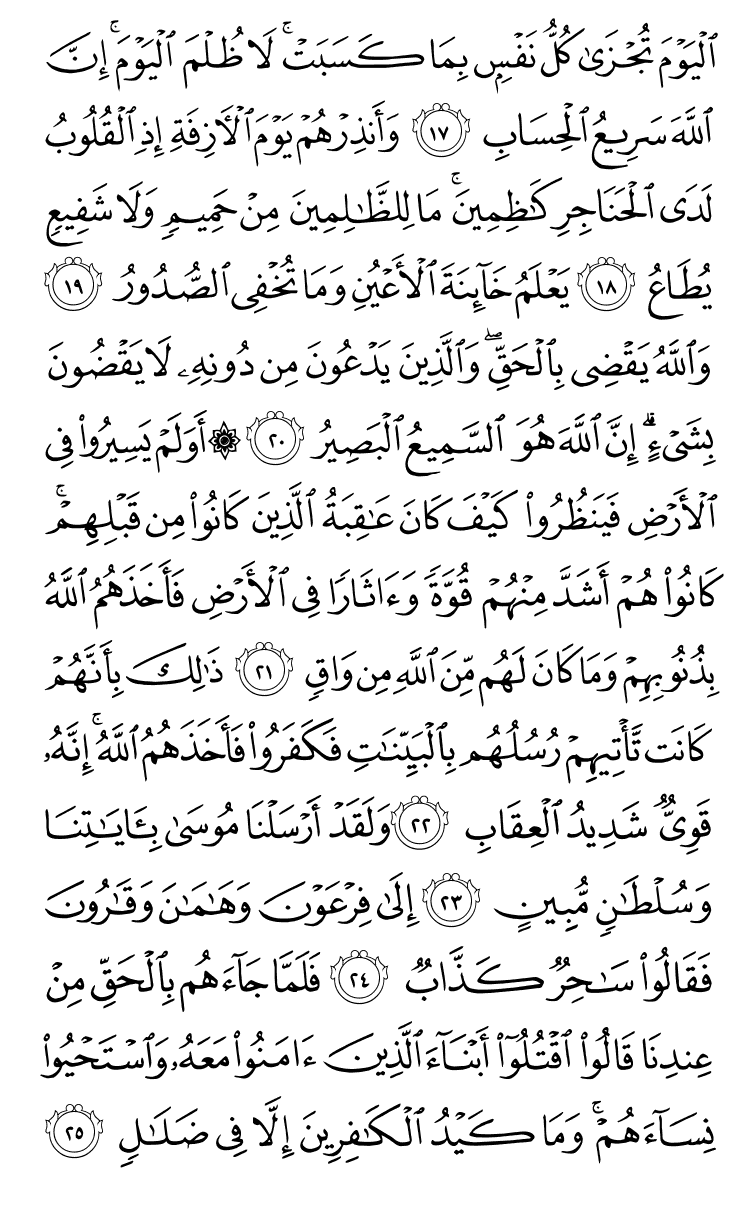 ٱلۡيَوۡمَ تُجۡزَىٰ كُلُّ نَفۡسِۭ بِمَا كَسَبَتۡۚ لَا ظُلۡمَ ٱلۡيَوۡمَۚ إِنَّ
ٱللَّهَ سَرِيعُ ٱلۡحِسَابِ ١٧ وَأَنذِرۡهُمۡ يَوۡمَ ٱلۡأٓزِفَةِ إِذِ ٱلۡقُلُوبُ
لَدَى ٱلۡحَنَاجِرِ كَٰظِمِينَۚ مَا لِلظَّٰلِمِينَ مِنۡ حَمِيمٖ وَلَا شَفِيعٖ
يُطَاعُ ١٨ يَعۡلَمُ خَآئِنَةَ ٱلۡأَعۡيُنِ وَمَا تُخۡفِي ٱلصُّدُورُ ١٩
وَٱللَّهُ يَقۡضِي بِٱلۡحَقِّۖ وَٱلَّذِينَ يَدۡعُونَ مِن دُونِهِۦ لَا يَقۡضُونَ
بِشَيۡءٍۗ إِنَّ ٱللَّهَ هُوَ ٱلسَّمِيعُ ٱلۡبَصِيرُ ٢٠ ۞ أَوَلَمۡ يَسِيرُواْ فِي
ٱلۡأَرۡضِ فَيَنظُرُواْ كَيۡفَ كَانَ عَٰقِبَةُ ٱلَّذِينَ كَانُواْ مِن قَبۡلِهِمۡۚ
كَانُواْ هُمۡ أَشَدَّ مِنۡهُمۡ قُوَّةٗ وَءَاثَارٗا فِي ٱلۡأَرۡضِ فَأَخَذَهُمُ ٱللَّهُ
بِذُنُوبِهِمۡ وَمَا كَانَ لَهُم مِّنَ ٱللَّهِ مِن وَاقٖ ٢١ ذَٰلِكَ بِأَنَّهُمۡ
كَانَت تَّأۡتِيهِمۡ رُسُلُهُم بِٱلۡبَيِّنَٰتِ فَكَفَرُواْ فَأَخَذَهُمُ ٱللَّهُۚ إِنَّهُۥ
قَوِيّٞ شَدِيدُ ٱلۡعِقَابِ ٢٢ وَلَقَدۡ أَرۡسَلۡنَا مُوسَىٰ بِـَٔايَٰتِنَا
وَسُلۡطَٰنٖ مُّبِينٍ ٢٣ إِلَىٰ فِرۡعَوۡنَ وَهَٰمَٰنَ وَقَٰرُونَ
فَقَالُواْ سَٰحِرٞ كَذَّابٞ ٢٤ فَلَمَّا جَآءَهُم بِٱلۡحَقِّ مِنۡ
عِندِنَا قَالُواْ ٱقۡتُلُوٓاْ أَبۡنَآءَ ٱلَّذِينَ ءَامَنُواْ مَعَهُۥ وَٱسۡتَحۡيُواْ
نِسَآءَهُمۡۚ وَمَا كَيۡدُ ٱلۡكَٰفِرِينَ إِلَّا فِي ضَلَٰلٖ ٢٥